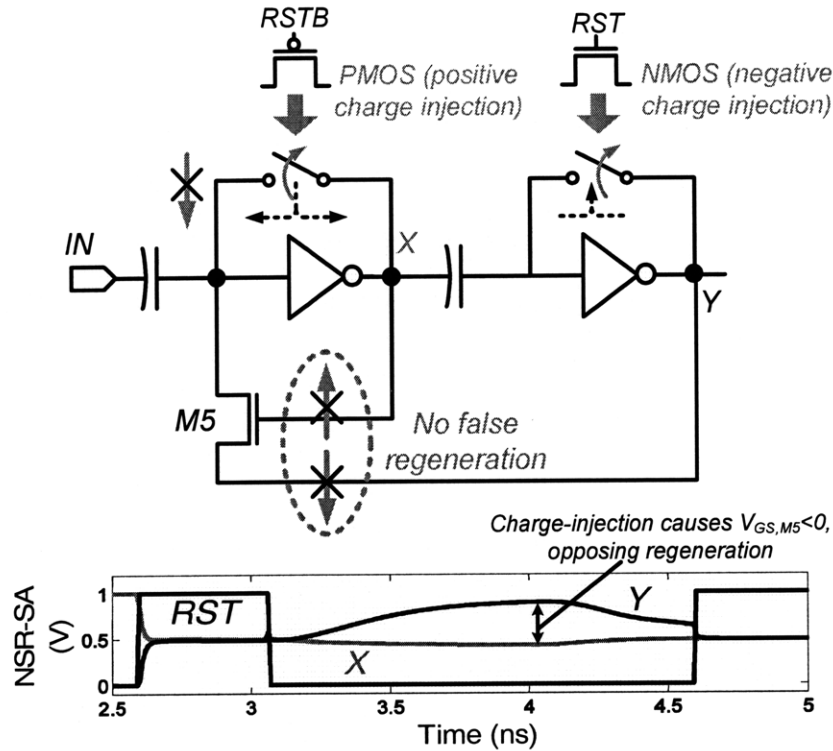 RSTB
RST
PMOS (positive
charge injection)
NMOS (negative
charge injection)
IN
X
Y
M5
No false
regeneration
Charge-injection causes VGS,M5<0,
opposing regeneration
NSR-SA
(V)
1
0.5
0
RST
X
Y
2.5 3 3.5 4 4.5 5
Time (ns)